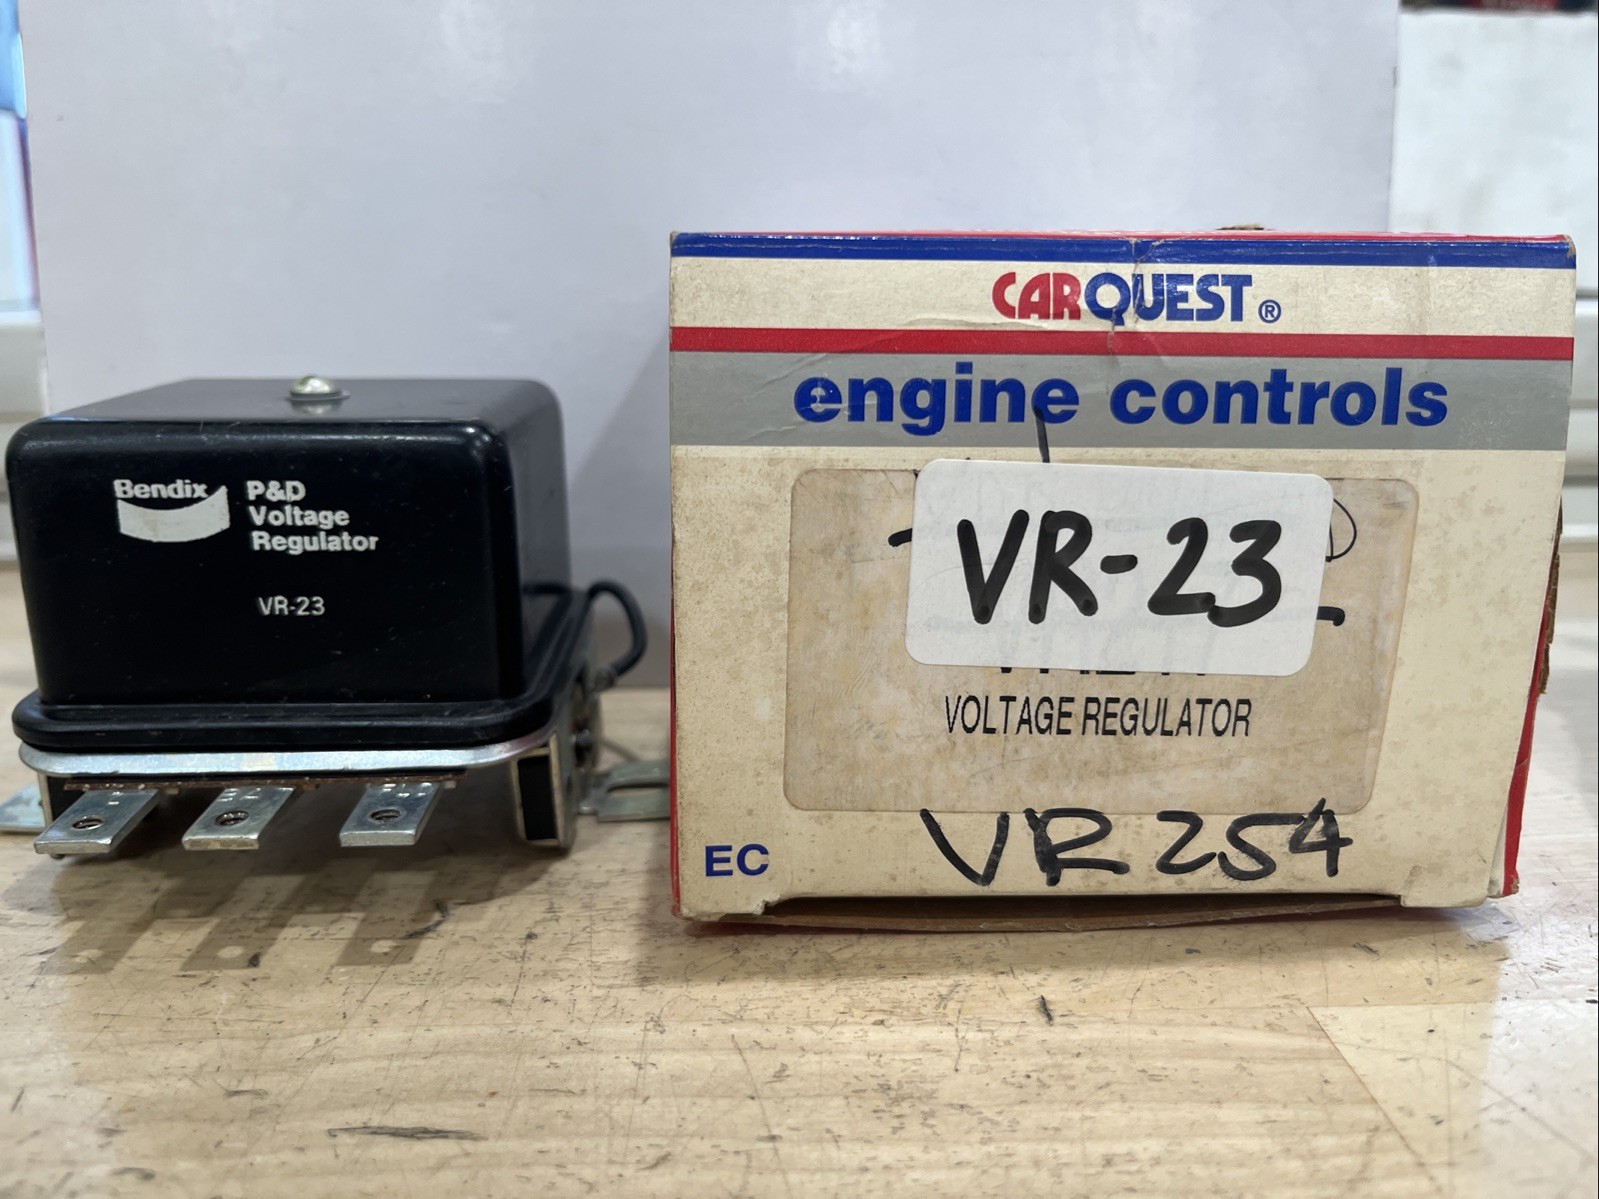 Bendix
P&D
Voltage
Regulator
VR-23
CARQUEST®
engine controls
VR-23
VOLTAGE REGULATOR
VR254
EC